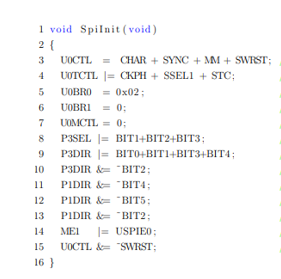 1 void SpiInit(void)
2 {
3 U0CTL = CHAR + SYNC + MM + SWRST;
4 U0TCTL |= CKPH + SSEL1 + STC;
5 U0BR0 = 0x02;
6 U0BR1 = 0;
7 U0MCTL = 0;
8 P3SEL |= BIT1+BIT2+BIT3;
9 P3DIR |= BIT0+BIT1+BIT3+BIT4;
10 P3DIR &= ~BIT2;
11 P1DIR &= ~BIT4;
12 P1DIR &= ~BIT5;
13 P1DIR &= ~BIT2;
14 ME1 |= USPIE0;
15 U0CTL &= ~SWRST;
16 }